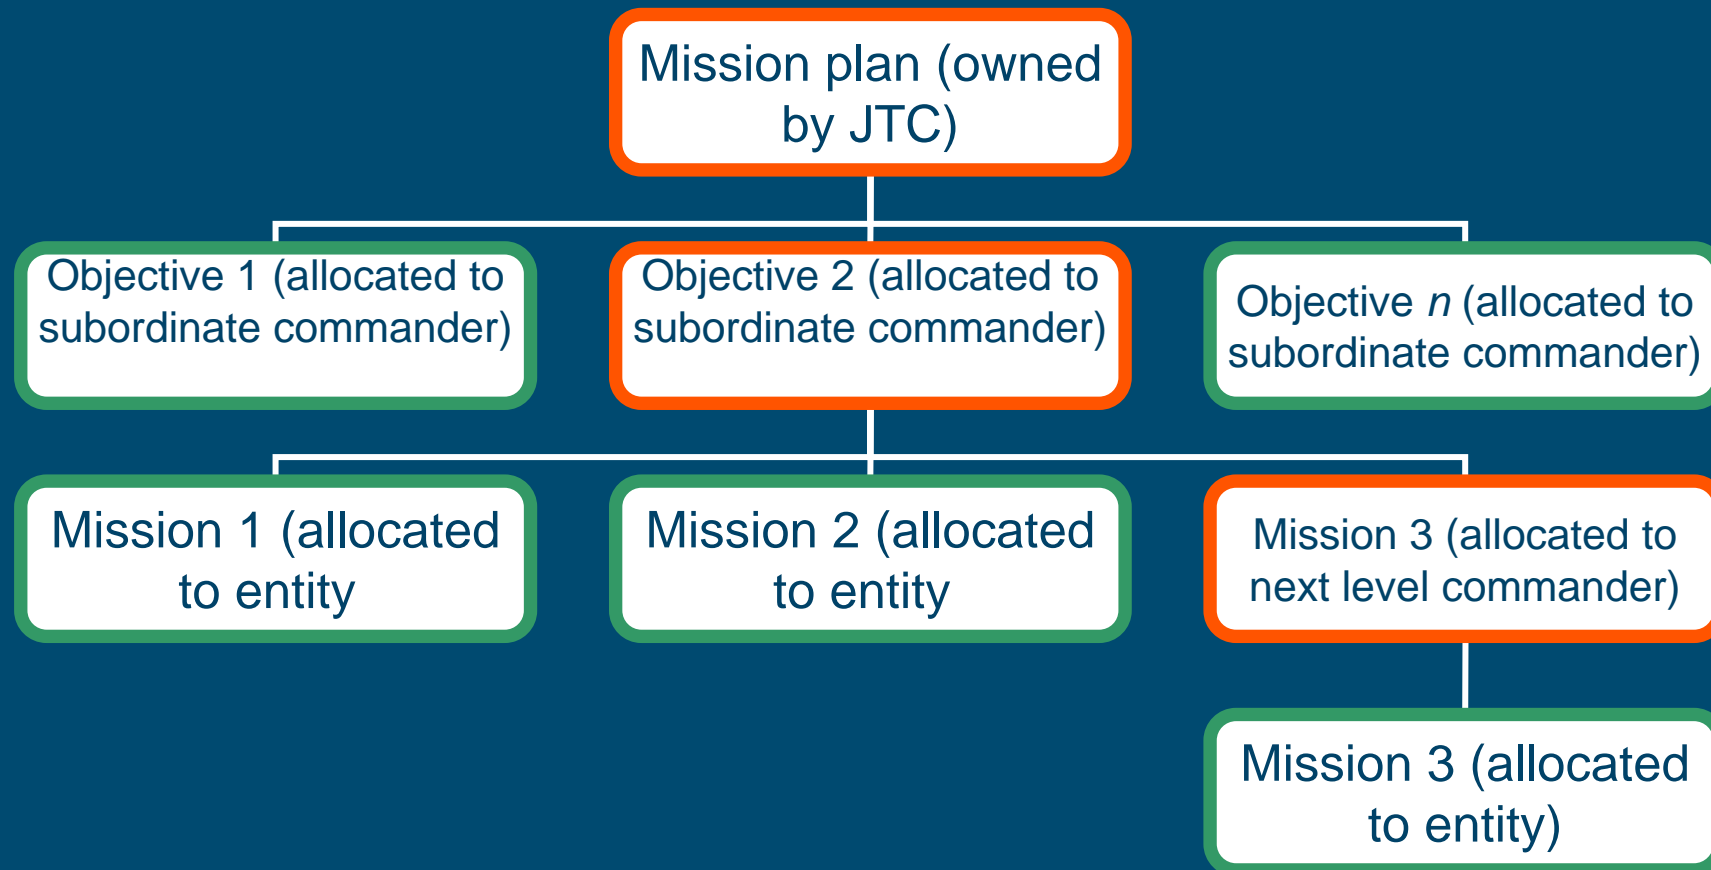 Mission plan (owned
by JTC)
Objective 1 (allocated to
subordinate commander)
Objective 2 (allocated to
subordinate commander)
Objective n (allocated to
subordinate commander)
Mission 1 (allocated
to entity
Mission 2 (allocated
to entity
Mission 3 (allocated to
next level commander)
Mission 3 (allocated
to entity)